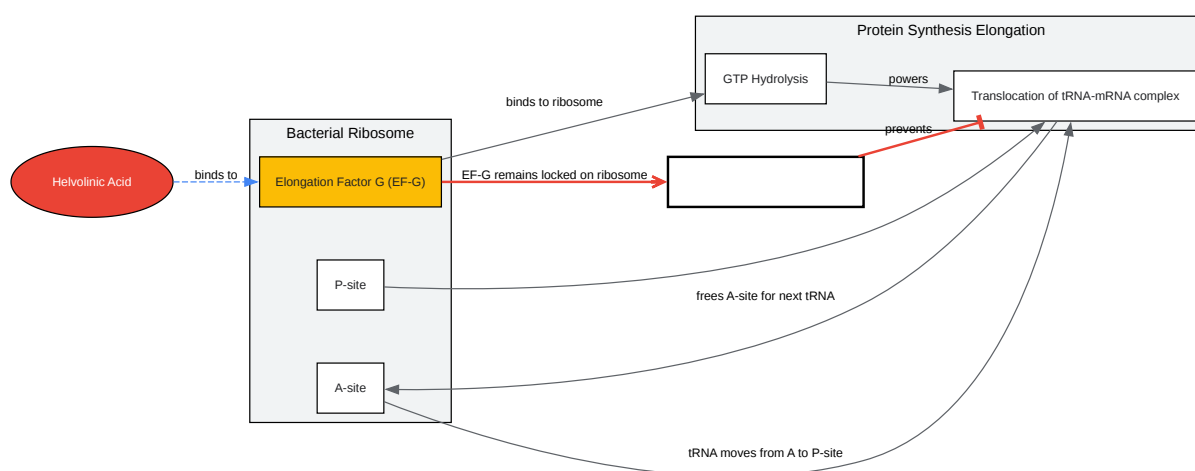 Protein Synthesis Elongation
GTP Hydrolysis
powers
Translocation of tRNA-mRNA complex
binds to ribosome
prevents
Bacterial Ribosome
Helvolinic Acid
binds to
Elongation Factor G (EF-G)
EF-G remains locked on ribosome
P-site
frees A-site for next tRNA
A-site
tRNA moves from A to P-site